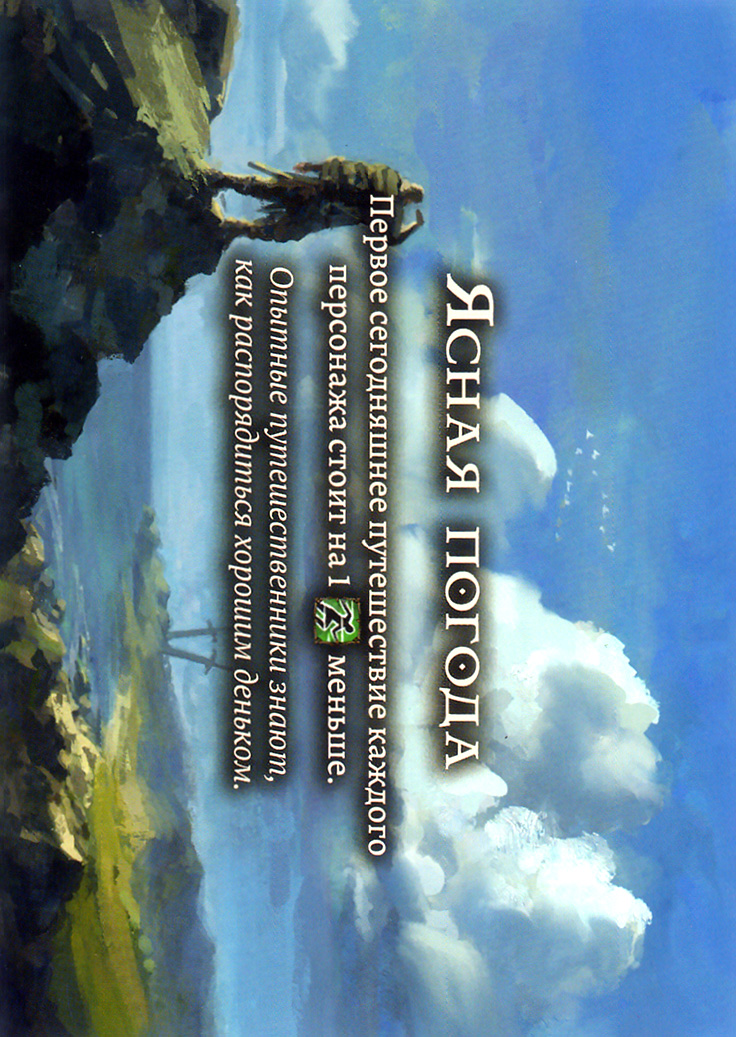 Ясная погода
Первое сегодняшнее путешествие каждого
персонажа стоит на 1 меньше.
Опытные путешественники знают,
как распорядиться хорошим деньком.